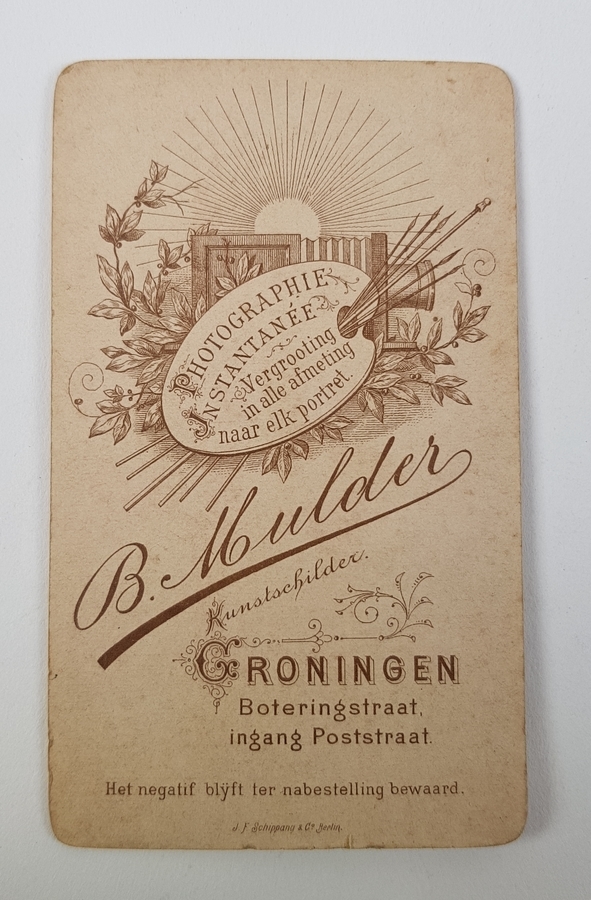 PHOTOGRAPHIE
INSTANTANÉE
Vergrooting
in alle afmeting
naar elk portret.
B. Mulder
Kunstschilder.
GRONINGEN
Boteringstraat,
ingang Poststraat.
Het negatif blÿft ter nabestelling bewaard.
J. F. Schippang & Co. Berlin.